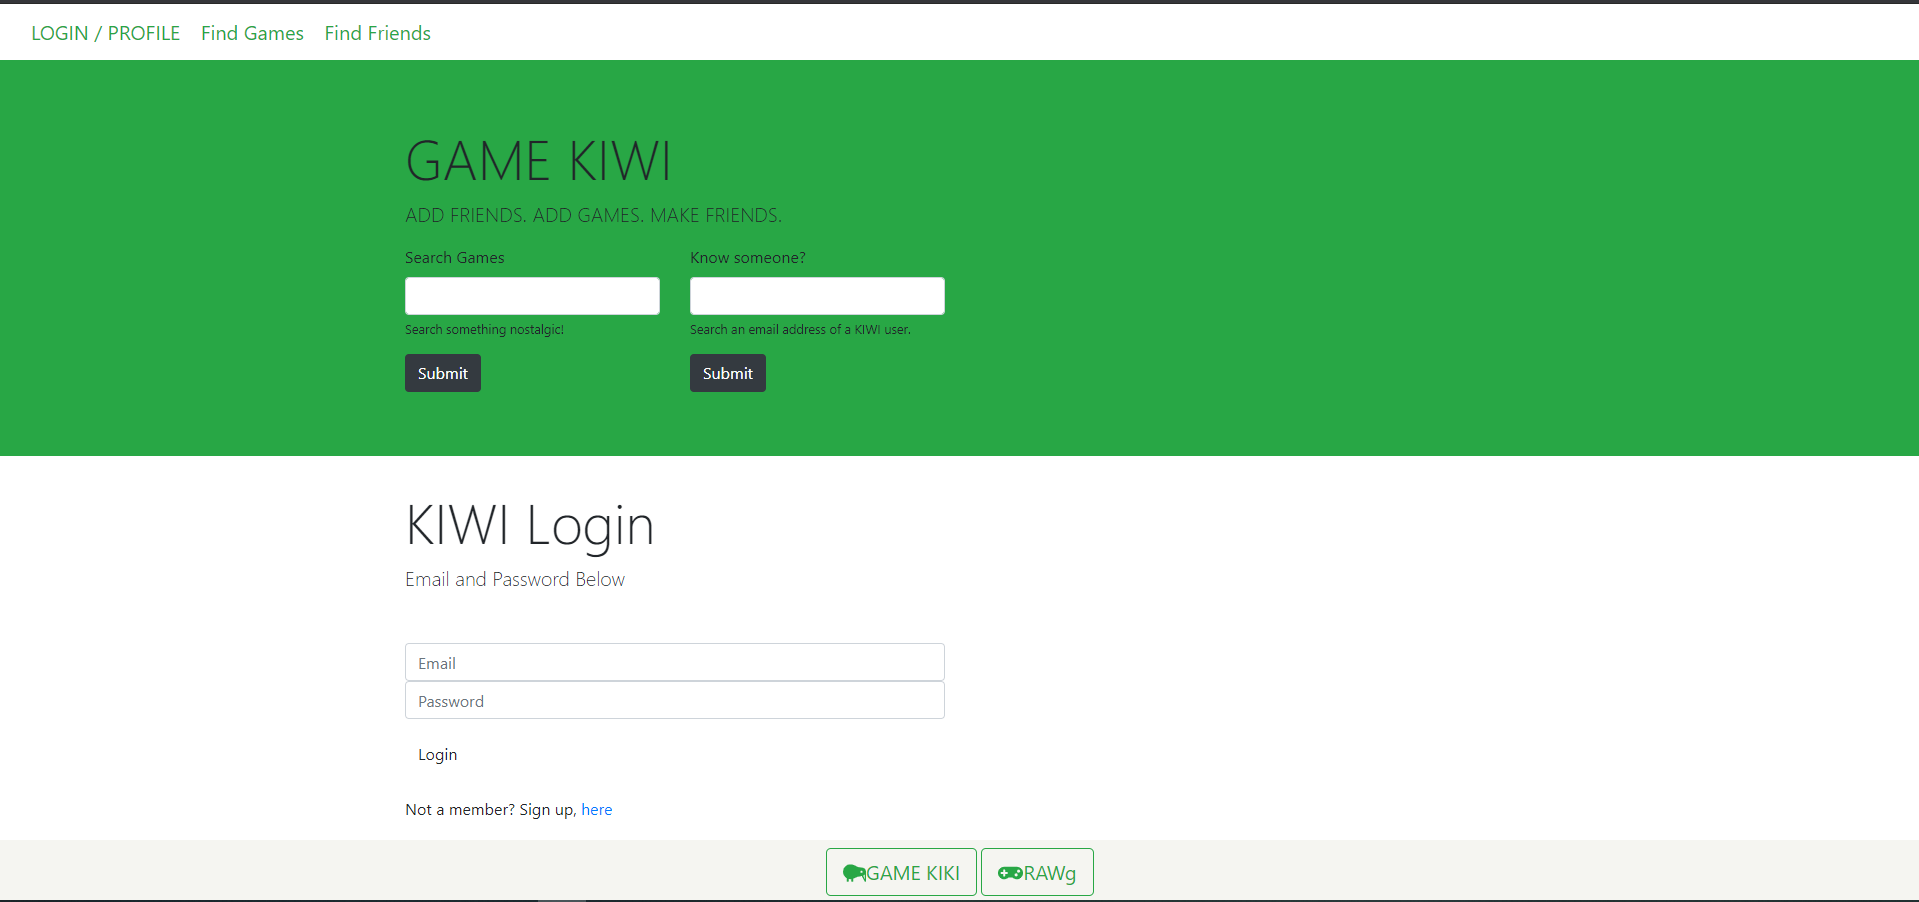 LOGIN / PROFILE Find Games Find Friends
GAME KIWI
ADD FRIENDS. ADD GAMES. MAKE FRIENDS.
Search Games Know someone?
Search something nostalgic! Search an email address of a KIWI user.
Submit Submit
KIWI Login
Email and Password Below
Email
Password
Login
Not a member? Sign up, here
GAME KIKI RAWg